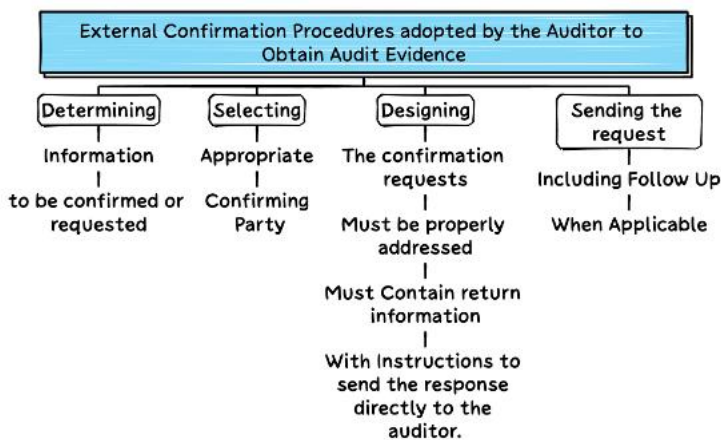 External Confirmation Procedures adopted by the Auditor to
Obtain Audit Evidence
Determining
Information
to be confirmed or
requested
Selecting
Appropriate
Confirming
Party
Designing
The confirmation
requests
Must be properly
addressed
Must Contain return
information
With Instructions to
send the response
directly to the
auditor.
Sending the
request
Including Follow Up
When Applicable